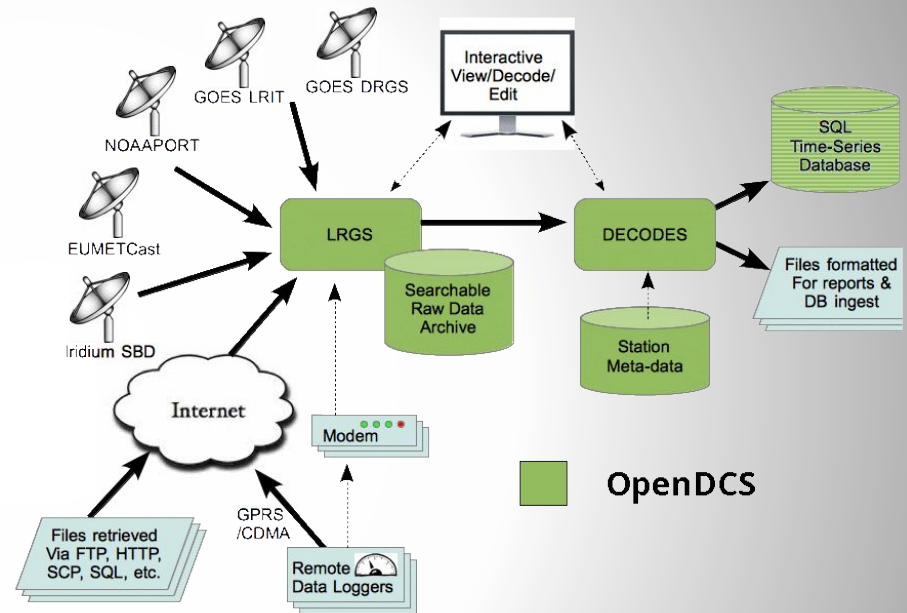 GOES LRIT
GOES DRGS
NOAAPORT
EUMETCast
Iridium SBD
Interactive
View/Decode/
Edit
LRGS
Searchable
Raw Data
Archive
DECODES
Station
Meta-data
SQL
Time-Series
Database
Files formatted
For reports &
DB ingest
Internet
Modem
GPRS
/CDMA
Files retrieved
Via FTP, HTTP,
SCP, SQL, etc.
Remote
Data Loggers
OpenDCS